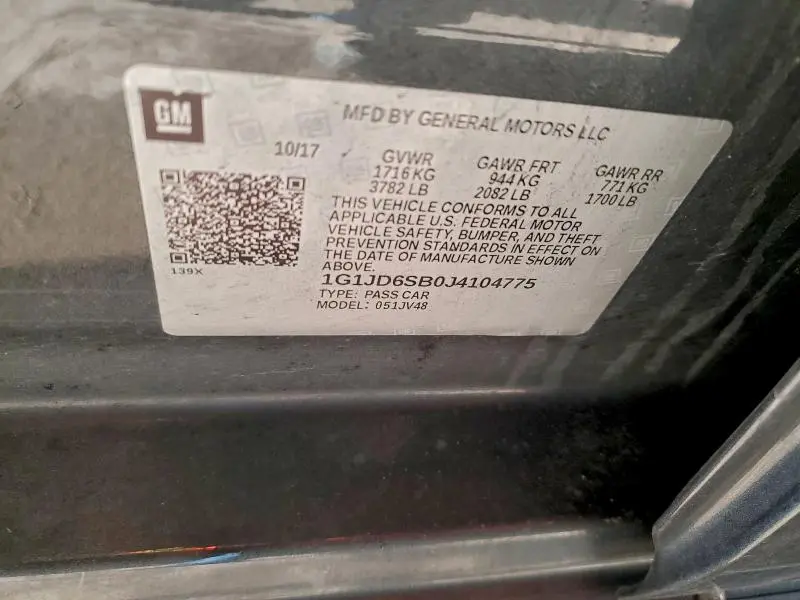 GM
MFD BY GENERAL MOTORS LLC
10/17
GVWR
1716 KG
3782 LB
GAWR FRT
944 KG
2082 LB
GAWR RR
771 KG
1700 LB
THIS VEHICLE CONFORMS TO ALL
APPLICABLE U.S. FEDERAL MOTOR
VEHICLE SAFETY, BUMPER, AND THEFT
PREVENTION STANDARDS IN EFFECT ON
THE DATE OF MANUFACTURE SHOWN
ABOVE.
139X
1G1JD6SB0J4104775
TYPE: PASS CAR
MODEL: 051JV48